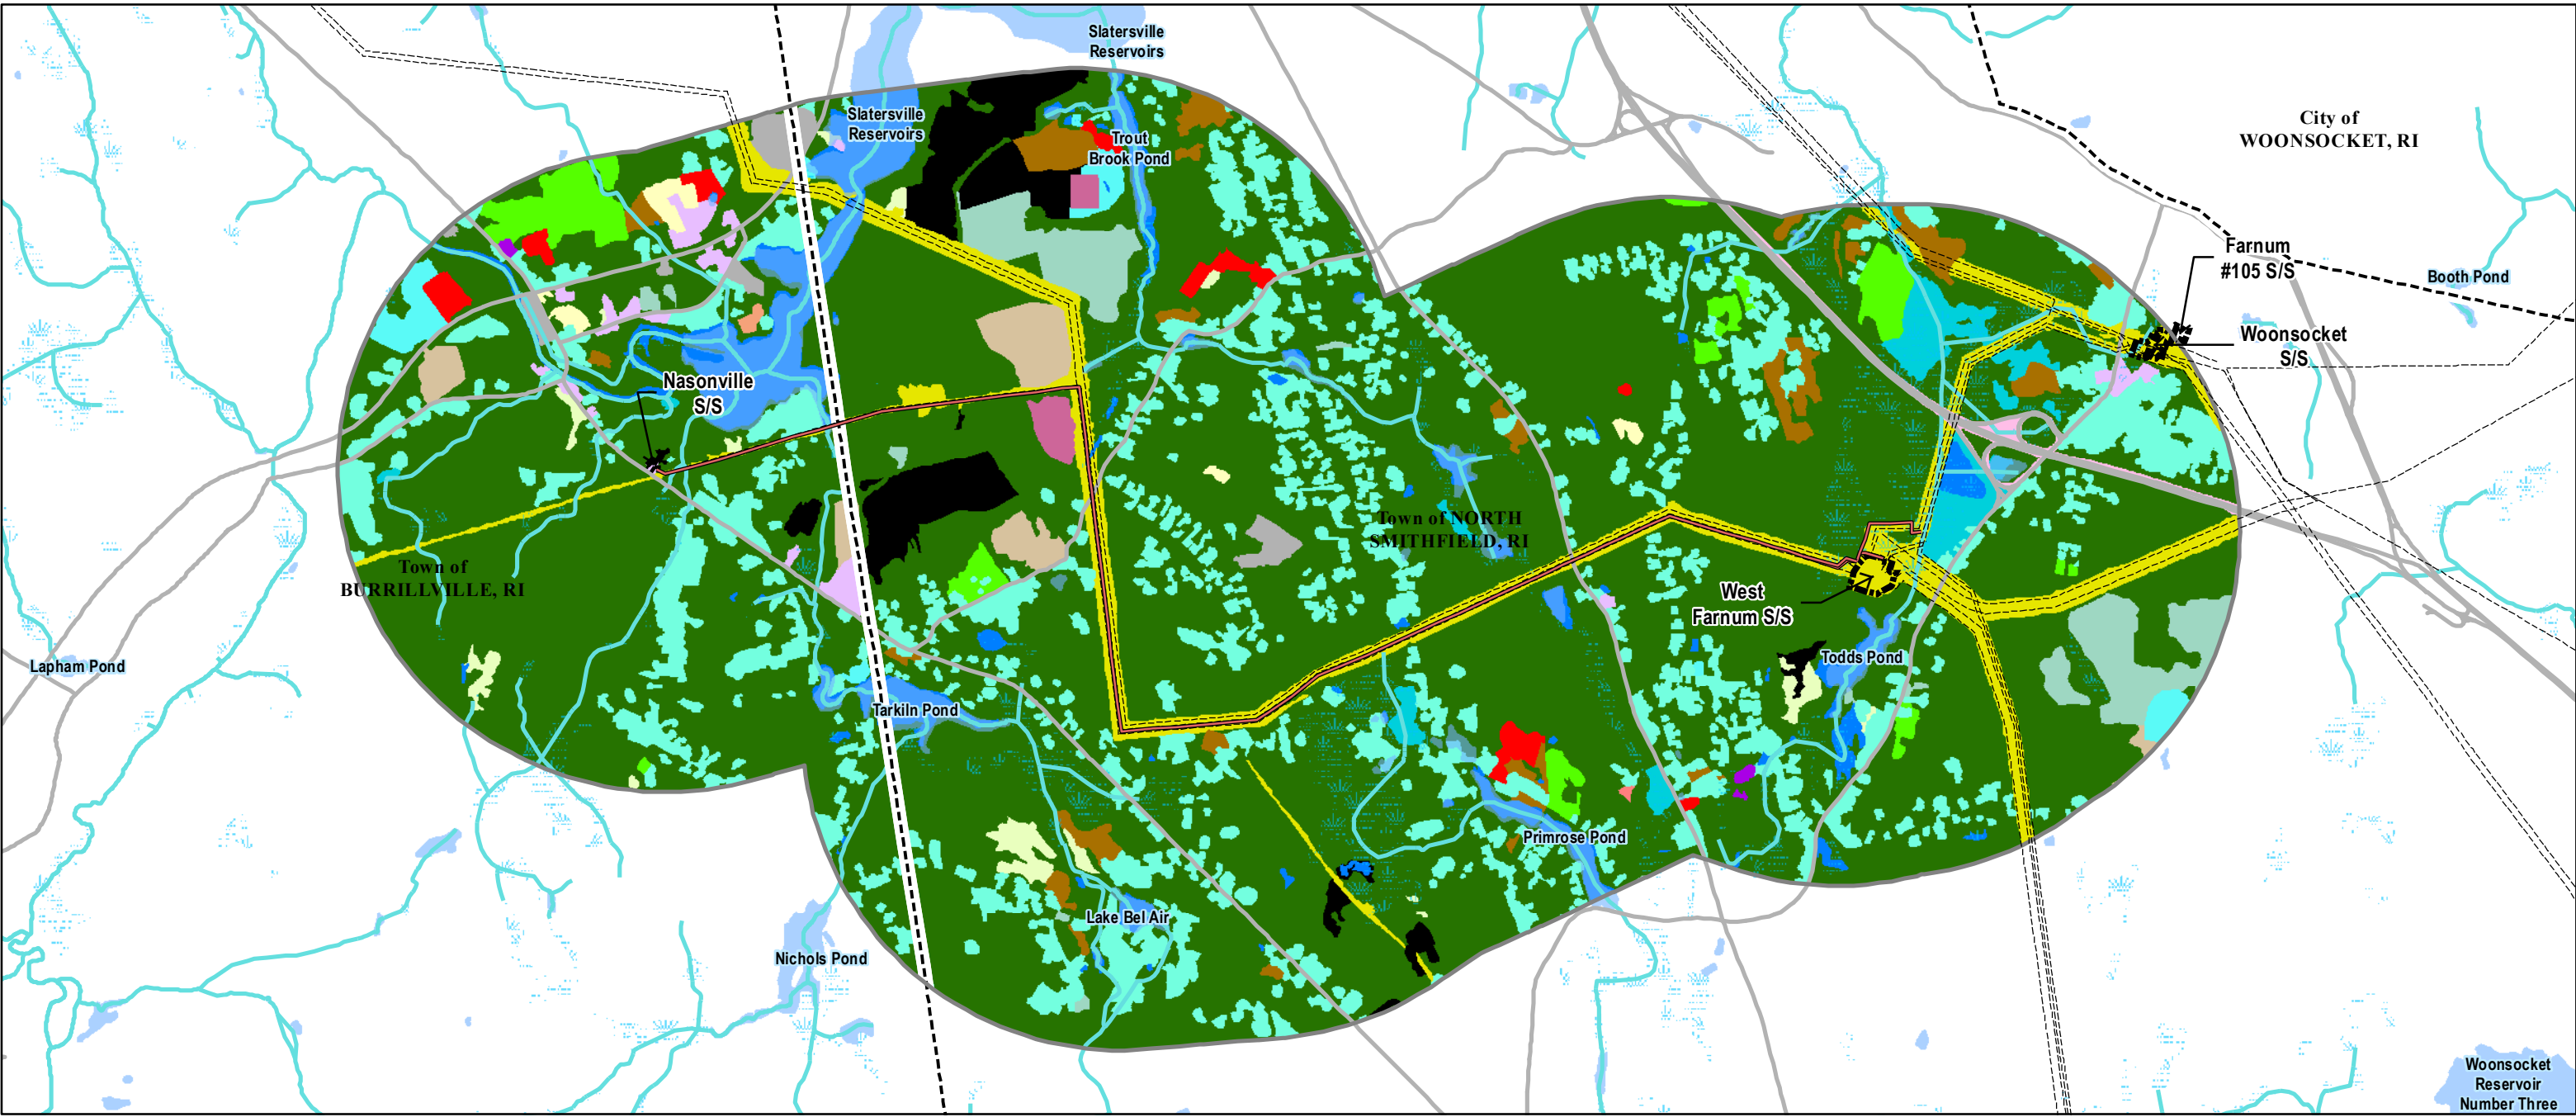 Slatersville
Reservoirs
Slatersville
Reservoirs
Trout
Brook Pond
City of
WOONSOCKET, RI
Farnum
#105 S/S
Booth Pond
Woonsocket
S/S
Nasonville
S/S
Town of NORTH
SMITHFIELD, RI
Town of
BURRILLVILLE, RI
West
Farnum S/S
Todds Pond
Lapham Pond
Tarkiln Pond
Primrose Pond
Lake Bel Air
Nichols Pond
Woonsocket
Reservoir
Number Three